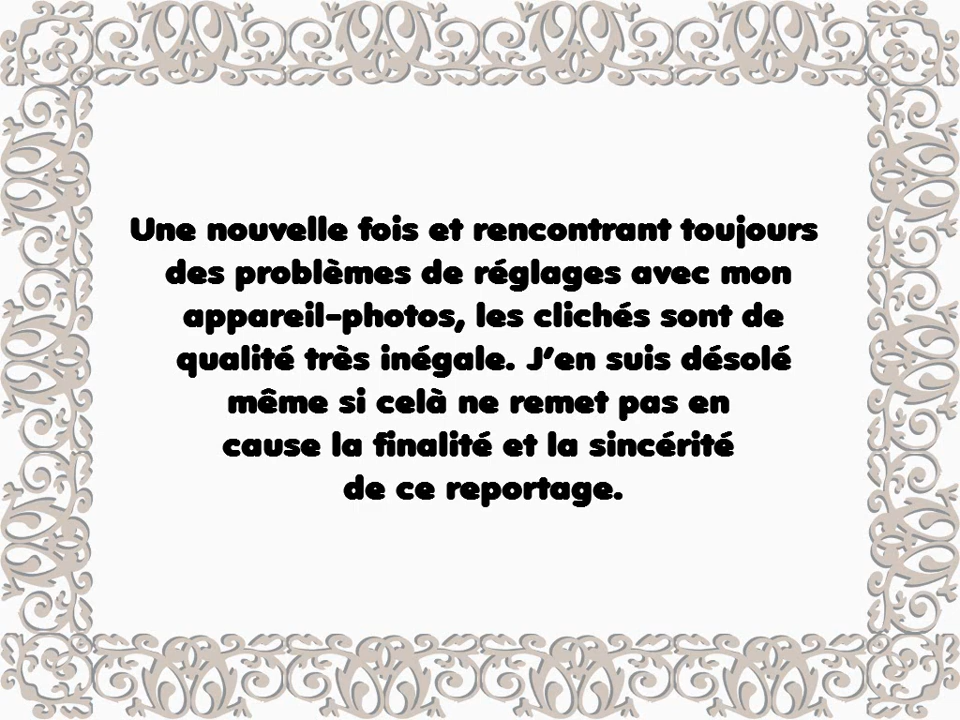 Une nouvelle fois et rencontrant toujours
des problèmes de réglages avec mon
appareil-photos, les clichés sont de
qualité très inégale. J'en suis désolé
même si celà ne remet pas en
cause la finalité et la sincérité
de ce reportage.